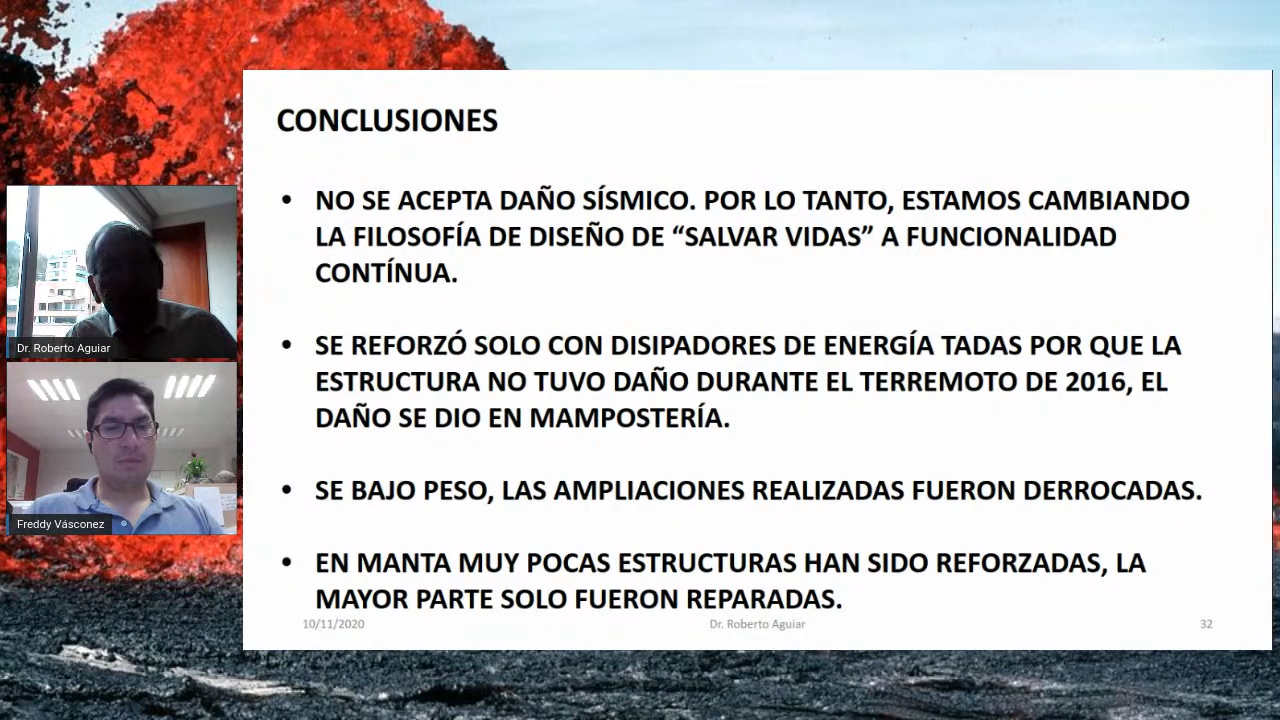 CONCLUSIONES
• NO SE ACEPTA DAÑO SÍSMICO. POR LO TANTO, ESTAMOS CAMBIANDO
LA FILOSOFÍA DE DISEÑO DE “SALVAR VIDAS” A FUNCIONALIDAD
CONTÍNUA.
• SE REFORZÓ SOLO CON DISIPADORES DE ENERGÍA TADAS POR QUE LA
ESTRUCTURA NO TUVO DAÑO DURANTE EL TERREMOTO DE 2016, EL
DAÑO SE DIO EN MAMPOSTERÍA.
• SE BAJO PESO, LAS AMPLIACIONES REALIZADAS FUERON DERROCADAS.
• EN MANTA MUY POCAS ESTRUCTURAS HAN SIDO REFORZADAS, LA
MAYOR PARTE SOLO FUERON REPARADAS.
10/11/2020
Dr. Roberto Aguiar
32
Dr. Roberto Aguiar
Freddy Vásconez